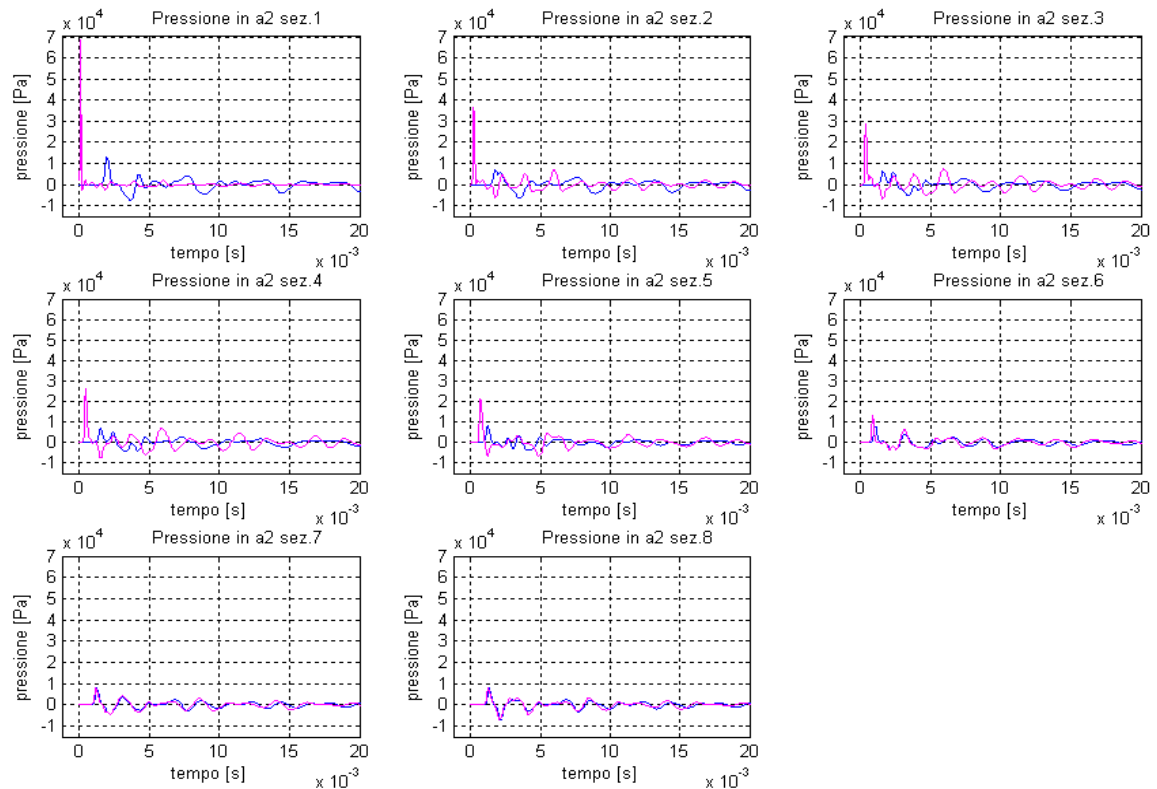 x 10^4 Pressione in a2 sez.1
7
6
5
4
3
2
1
0
-1
pressione [Pa]
0 5 10 15 20
tempo [s]
x 10^-3
x 10^4 Pressione in a2 sez.2
7
6
5
4
3
2
1
0
-1
pressione [Pa]
0 5 10 15 20
tempo [s]
x 10^-3
x 10^4 Pressione in a2 sez.3
7
6
5
4
3
2
1
0
-1
pressione [Pa]
0 5 10 15 20
tempo [s]
x 10^-3
x 10^4 Pressione in a2 sez.4
7
6
5
4
3
2
1
0
-1
pressione [Pa]
0 5 10 15 20
tempo [s]
x 10^-3
x 10^4 Pressione in a2 sez.5
7
6
5
4
3
2
1
0
-1
pressione [Pa]
0 5 10 15 20
tempo [s]
x 10^-3
x 10^4 Pressione in a2 sez.6
7
6
5
4
3
2
1
0
-1
pressione [Pa]
0 5 10 15 20
tempo [s]
x 10^-3
x 10^4 Pressione in a2 sez.7
7
6
5
4
3
2
1
0
-1
pressione [Pa]
0 5 10 15 20
tempo [s]
x 10^-3
x 10^4 Pressione in a2 sez.8
7
6
5
4
3
2
1
0
-1
pressione [Pa]
0 5 10 15 20
tempo [s]
x 10^-3